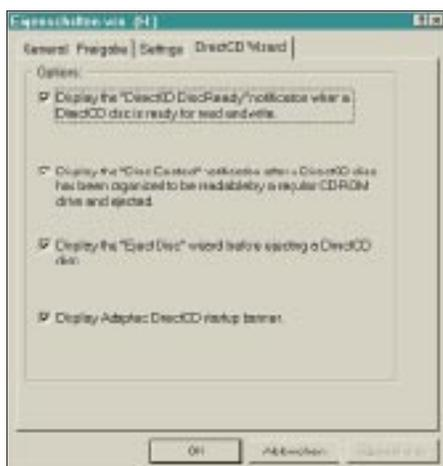 Eigenschaften von (H:)
General Freigabe Settings DirectCD Wizard
Options:
Display the "DirectCD Disc Ready" notification when a
DirectCD disc is ready for read and write.
Display the "Disc Content" notification after a DirectCD disc
has been organized to be readable by a regular CD-ROM
drive and ejected.
Display the "Eject Disc" wizard before ejecting a DirectCD
disc.
Display Adaptec DirectCD startup banner.
OK Abbrechen